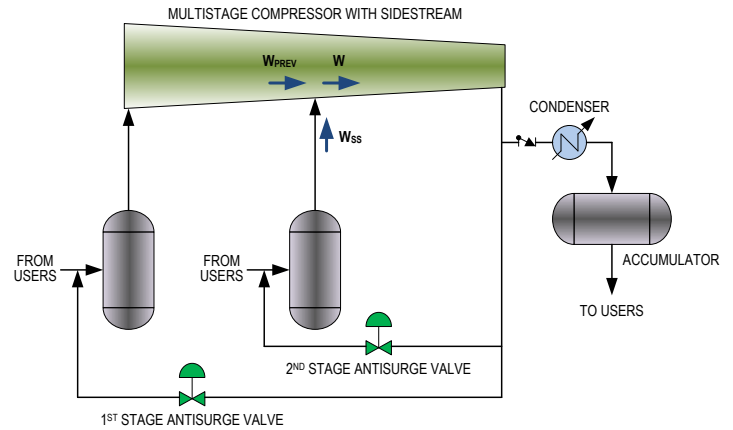 MULTISTAGE COMPRESSOR WITH SIDESTREAM
WPREV
W
CONDENSER
WSS
FROM
USERS
FROM
USERS
ACCUMULATOR
TO USERS
2ND STAGE ANTISURGE VALVE
1ST STAGE ANTISURGE VALVE